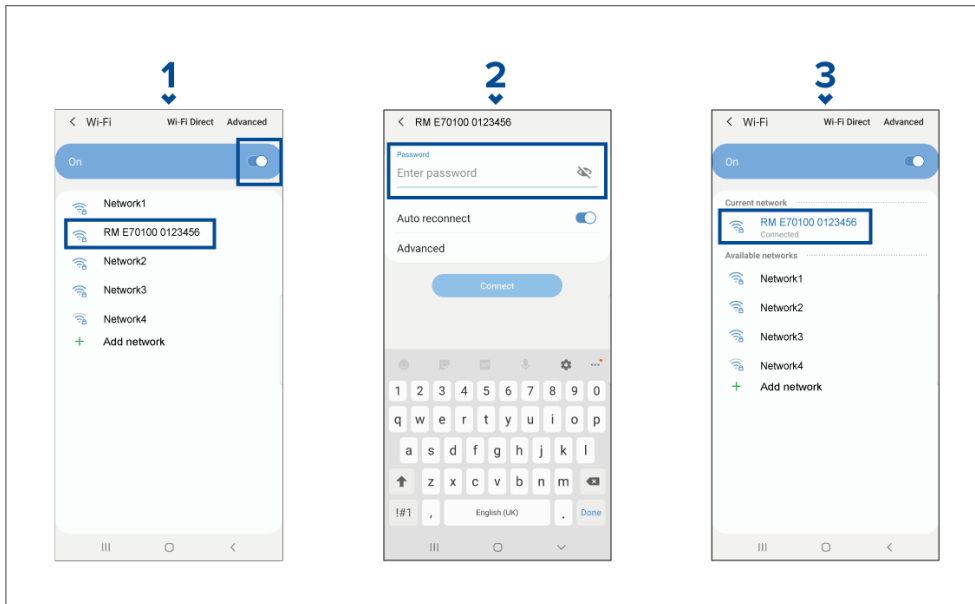 1
Wi-Fi Wi-Fi Direct Advanced
On
Network1
RM E70100 0123456
Network2
Network3
Network4
+ Add network
2
RM E70100 0123456
Password
Enter password
Auto reconnect
Advanced
Connect
1 2 3 4 5 6 7 8 9 0
q w e r t y u i o p
a s d f g h j k l
z x c v b n m
!#1 , English (UK) . Done
3
Wi-Fi Wi-Fi Direct Advanced
On
Current network
RM E70100 0123456
Connected
Available networks
Network1
Network2
Network3
Network4
+ Add network